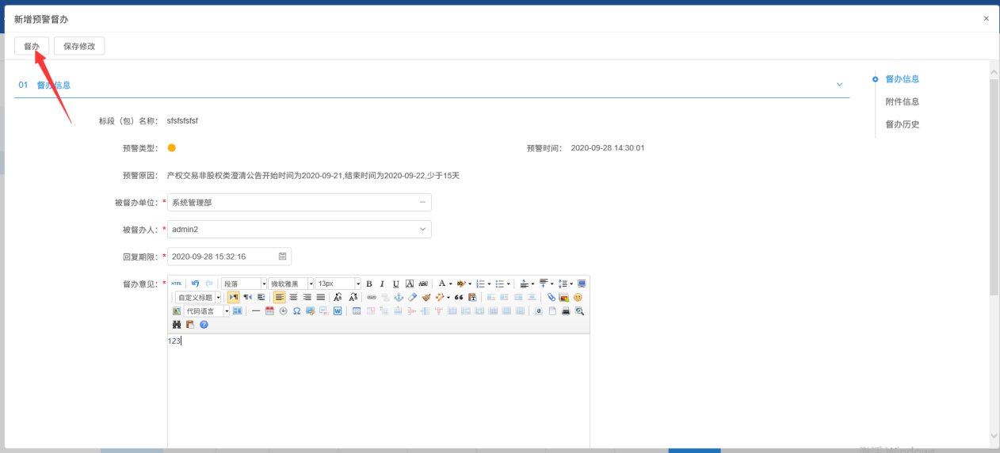 新增预警督办
×
督办 保存修改
01 督办信息
督办信息
附件信息
督办历史
标段（包）名称： sfsfsfsfsf
预警类型：
预警时间： 2020-09-28 14:30:01
预警原因： 产权交易非股权类澄清公告开始时间为2020-09-21,结束时间为2020-09-22,少于15天
被督办单位：* 系统管理部 ...
被督办人：* admin2
回复期限：* 2020-09-28 15:32:16
督办意见：*
HTML 段落 微软雅黑 13px B I U A ABC A
自定义标题
代码语言
123
激活 Windows